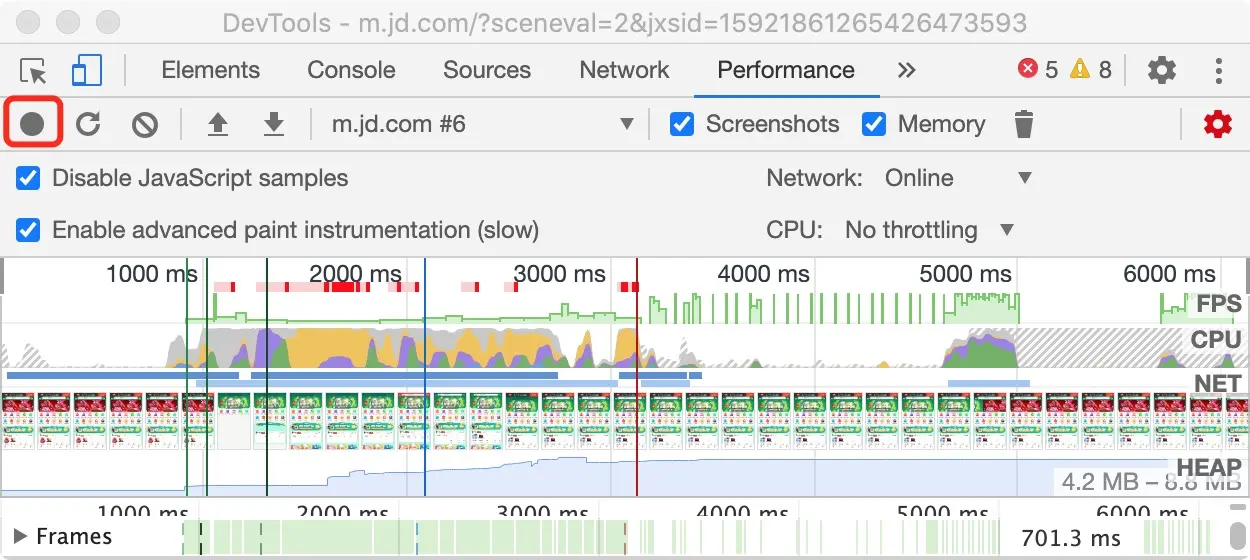 DevTools - m.jd.com/?sceneval=2&jxsid=15921861265426473593
Elements Console Sources Network Performance >> 5 8
m.jd.com #6 Screenshots Memory
Disable JavaScript samples Network: Online
Enable advanced paint instrumentation (slow) CPU: No throttling
1000 ms 2000 ms 3000 ms 4000 ms 5000 ms 6000 ms
FPS
CPU
NET
HEAP
4.2 MB – 8.8 MB
1000 ms 2000 ms 3000 ms 4000 ms 5000 ms 6000 ms
Frames 701.3 ms